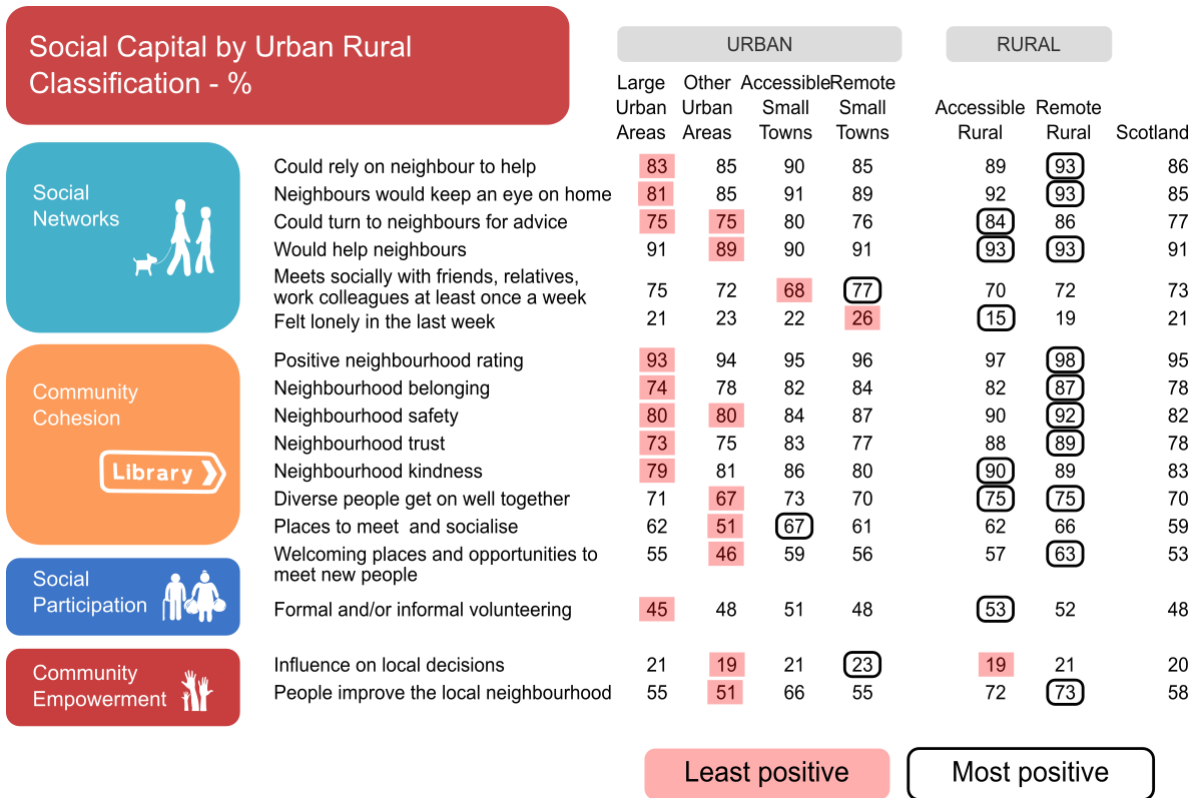 Social Capital by Urban Rural
Classification - %
URBAN RURAL
Large Other Accessible Remote
Urban Urban Small Small Accessible Remote
Areas Areas Towns Towns Rural Rural Scotland
Social
Networks
Could rely on neighbour to help 83 85 90 85 89 93 86
Neighbours would keep an eye on home 81 85 91 89 92 93 85
Could turn to neighbours for advice 75 75 80 76 84 86 77
Would help neighbours 91 89 90 91 93 93 91
Meets socially with friends, relatives,
work colleagues at least once a week 75 72 68 77 70 72 73
Felt lonely in the last week 21 23 22 26 15 19 21
Community
Cohesion
Library
Positive neighbourhood rating 93 94 95 96 97 98 95
Neighbourhood belonging 74 78 82 84 82 87 78
Neighbourhood safety 80 80 84 87 90 92 82
Neighbourhood trust 73 75 83 77 88 89 78
Neighbourhood kindness 79 81 86 80 90 89 83
Diverse people get on well together 71 67 73 70 75 75 70
Places to meet and socialise 62 51 67 61 62 66 59
Welcoming places and opportunities to 55 46 59 56 57 63 53
meet new people
Social
Participation
Formal and/or informal volunteering 45 48 51 48 53 52 48
Community
Empowerment
Influence on local decisions 21 19 21 23 19 21 20
People improve the local neighbourhood 55 51 66 55 72 73 58
Least positive Most positive